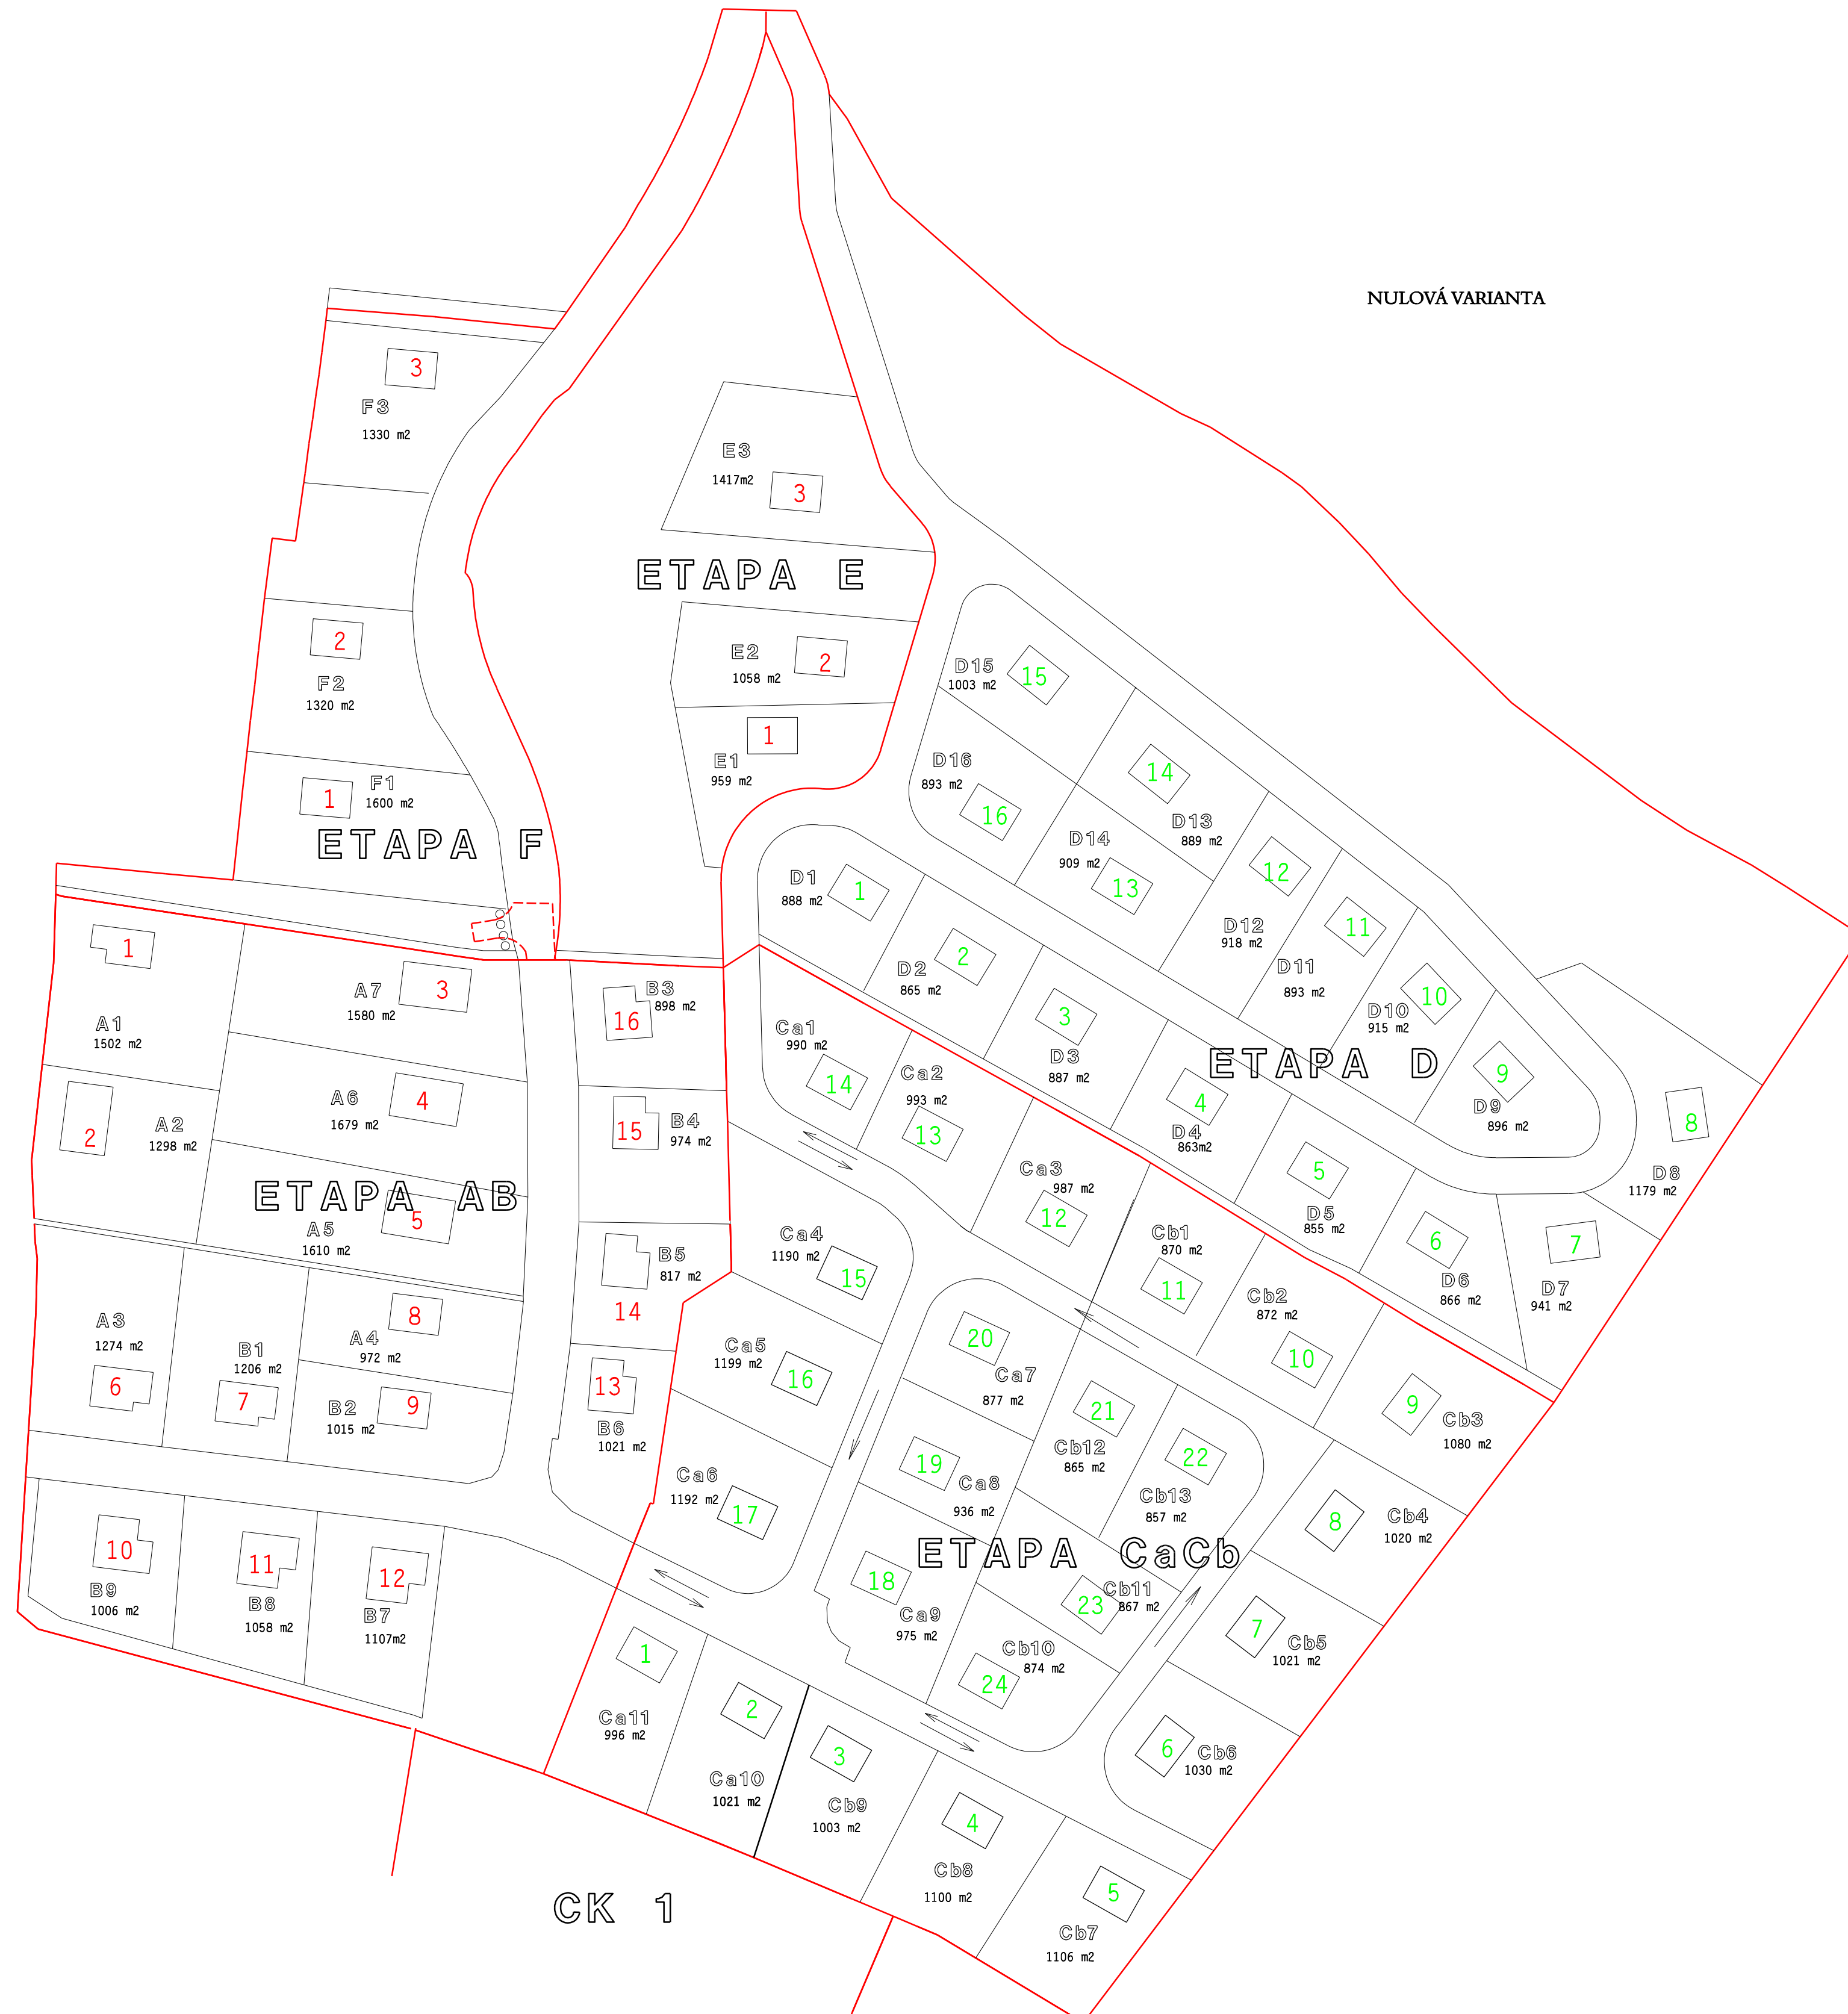 NULOVÁ VARIANTA
3
F3
1330 m2
E3
1417m2
3
ETAPA E
2
F2
1320 m2
E2
1058 m2
2
1
E1
959 m2
F1
1600 m2
1
ETAPA F
D15
1003 m2
15
D16
893 m2
16
14
D13
889 m2
D14
909 m2
13
12
D12
918 m2
11
D11
893 m2
10
D10
915 m2
ETAPA D
9
D9
896 m2
8
D8
1179 m2
7
D7
941 m2
D1
888 m2
1
D2
865 m2
2
3
D3
887 m2
4
D4
863m2
5
D5
855 m2
6
D6
866 m2
1
A1
1502 m2
A7
1580 m2
3
2
A2
1298 m2
A6
1679 m2
4
ETAPA AB
A5
1610 m2
5
B3
898 m2
16
B4
974 m2
15
B5
817 m2
14
13
B6
1021 m2
A3
1274 m2
6
B1
1206 m2
7
A4
972 m2
8
B2
1015 m2
9
10
B9
1006 m2
11
B8
1058 m2
12
B7
1107m2
Ca1
990 m2
14
Ca2
993 m2
13
Ca3
987 m2
12
Cb1
870 m2
11
Cb2
872 m2
10
9
Cb3
1080 m2
Ca4
1190 m2
15
Ca5
1199 m2
16
Ca6
1192 m2
17
20
Ca7
877 m2
19
Ca8
936 m2
18
Ca9
975 m2
21
Cb12
865 m2
22
Cb13
857 m2
ETAPA CaCb
Cb11
867 m2
23
Cb10
874 m2
24
8
Cb4
1020 m2
7
Cb5
1021 m2
6
Cb6
1030 m2
1
Ca11
996 m2
2
Ca10
1021 m2
3
Cb9
1003 m2
4
Cb8
1100 m2
5
Cb7
1106 m2
CK 1